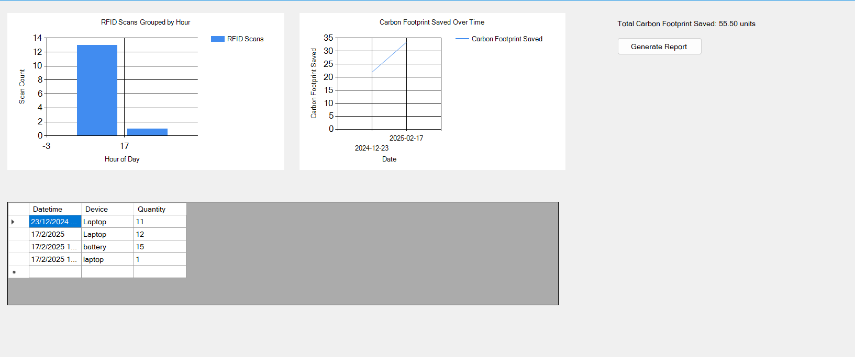 RFID Scans Grouped by Hour
14
12
10
8
6
4
2
0
-3 17
Scan Count
Hour of Day
RFID Scans
Carbon Footprint Saved Over Time
35
30
25
20
15
10
5
0
2025-02-17
2024-12-23
Carbon Footprint Saved
Date
Carbon Footprint Saved
Total Carbon Footprint Saved: 55.50 units
Generate Report
Datetime Device Quantity
23/12/2024 Laptop 11
17/2/2025 Laptop 12
17/2/2025 1... battery 15
17/2/2025 1... laptop 1